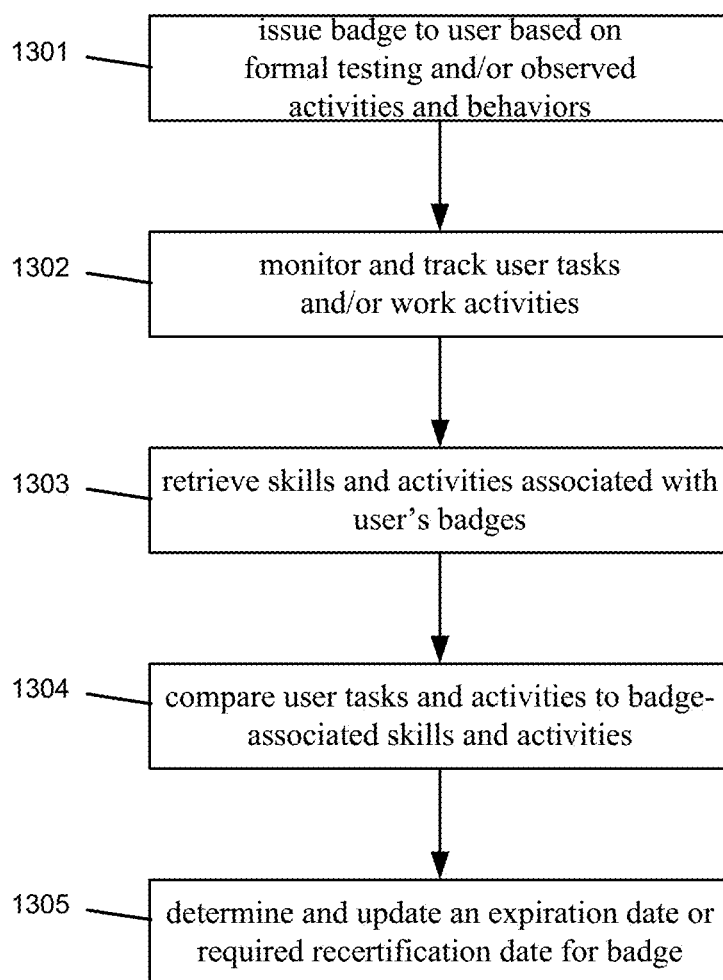 1301
issue badge to user based on
formal testing and/or observed
activities and behaviors
1302
monitor and track user tasks
and/or work activities
1303
retrieve skills and activities associated with
user's badges
1304
compare user tasks and activities to badge-
associated skills and activities
1305
determine and update an expiration date or
required recertification date for badge